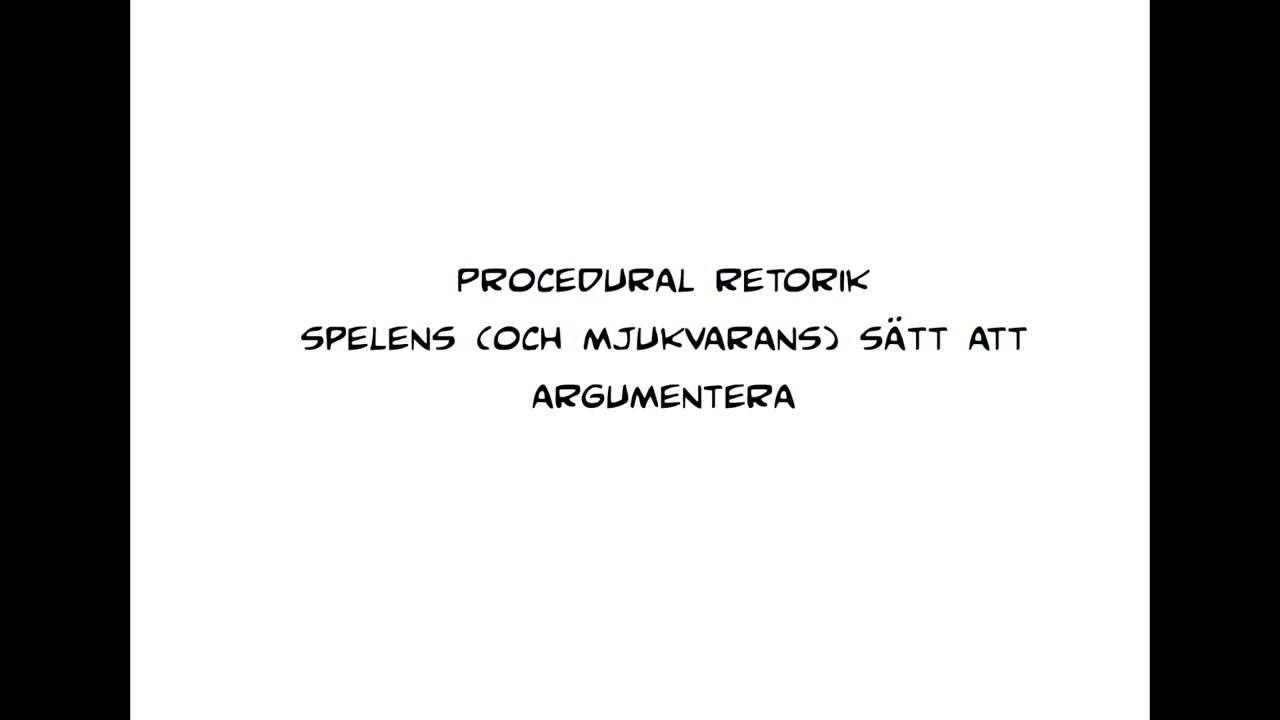 PROCEDURAL RETORIK
SPELENS (OCH MJUKVARANS) SÄTT ATT
ARGUMENTERA